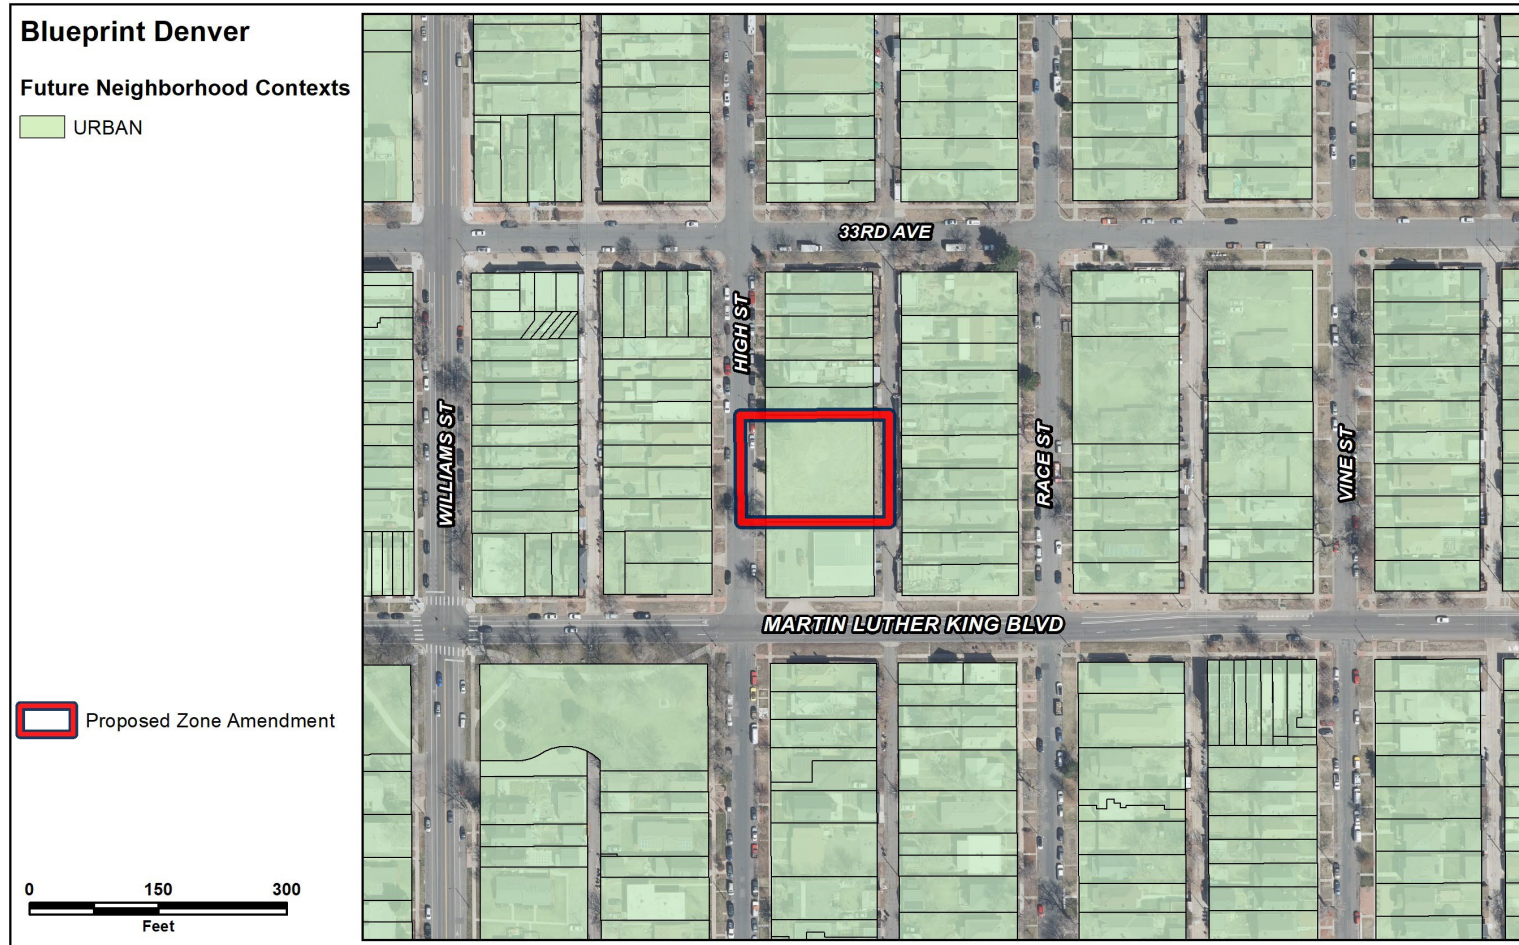 Blueprint Denver
Future Neighborhood Contexts
URBAN
33RD AVE
HIGH ST
WILLIAMS ST
RACE ST
VINE ST
MARTIN LUTHER KING BLVD
Proposed Zone Amendment
0 150 300
Feet